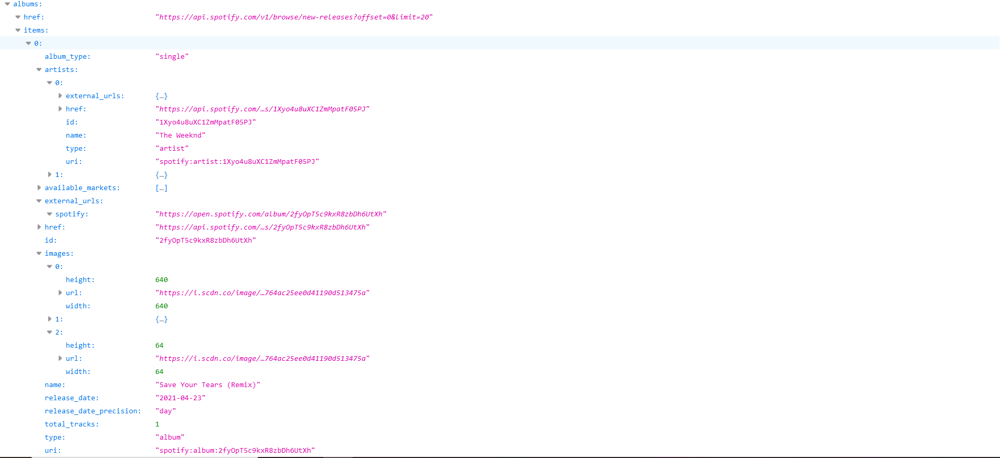 albums:
href: "https://api.spotify.com/v1/browse/new-releases?offset=0&limit=20"
items:
0:
album_type: "single"
artists:
0:
external_urls: {…}
href: "https://api.spotify.com/…s/1Xyo4u8uXC1ZmMpatF05PJ"
id: "1Xyo4u8uXC1ZmMpatF05PJ"
name: "The Weeknd"
type: "artist"
uri: "spotify:artist:1Xyo4u8uXC1ZmMpatF05PJ"
1: {…}
available_markets: […]
external_urls:
spotify: "https://open.spotify.com/album/2fyOpT5c9kxR8zbDh6UtXh"
href: "https://api.spotify.com/…s/2fyOpT5c9kxR8zbDh6UtXh"
id: "2fyOpT5c9kxR8zbDh6UtXh"
images:
0:
height: 640
url: "https://i.scdn.co/image/…764ac25ee0d41190d513475a"
width: 640
1: {…}
2:
height: 64
url: "https://i.scdn.co/image/…764ac25ee0d41190d513475a"
width: 64
name: "Save Your Tears (Remix)"
release_date: "2021-04-23"
release_date_precision: "day"
total_tracks: 1
type: "album"
uri: "spotify:album:2fyOpT5c9kxR8zbDh6UtXh"